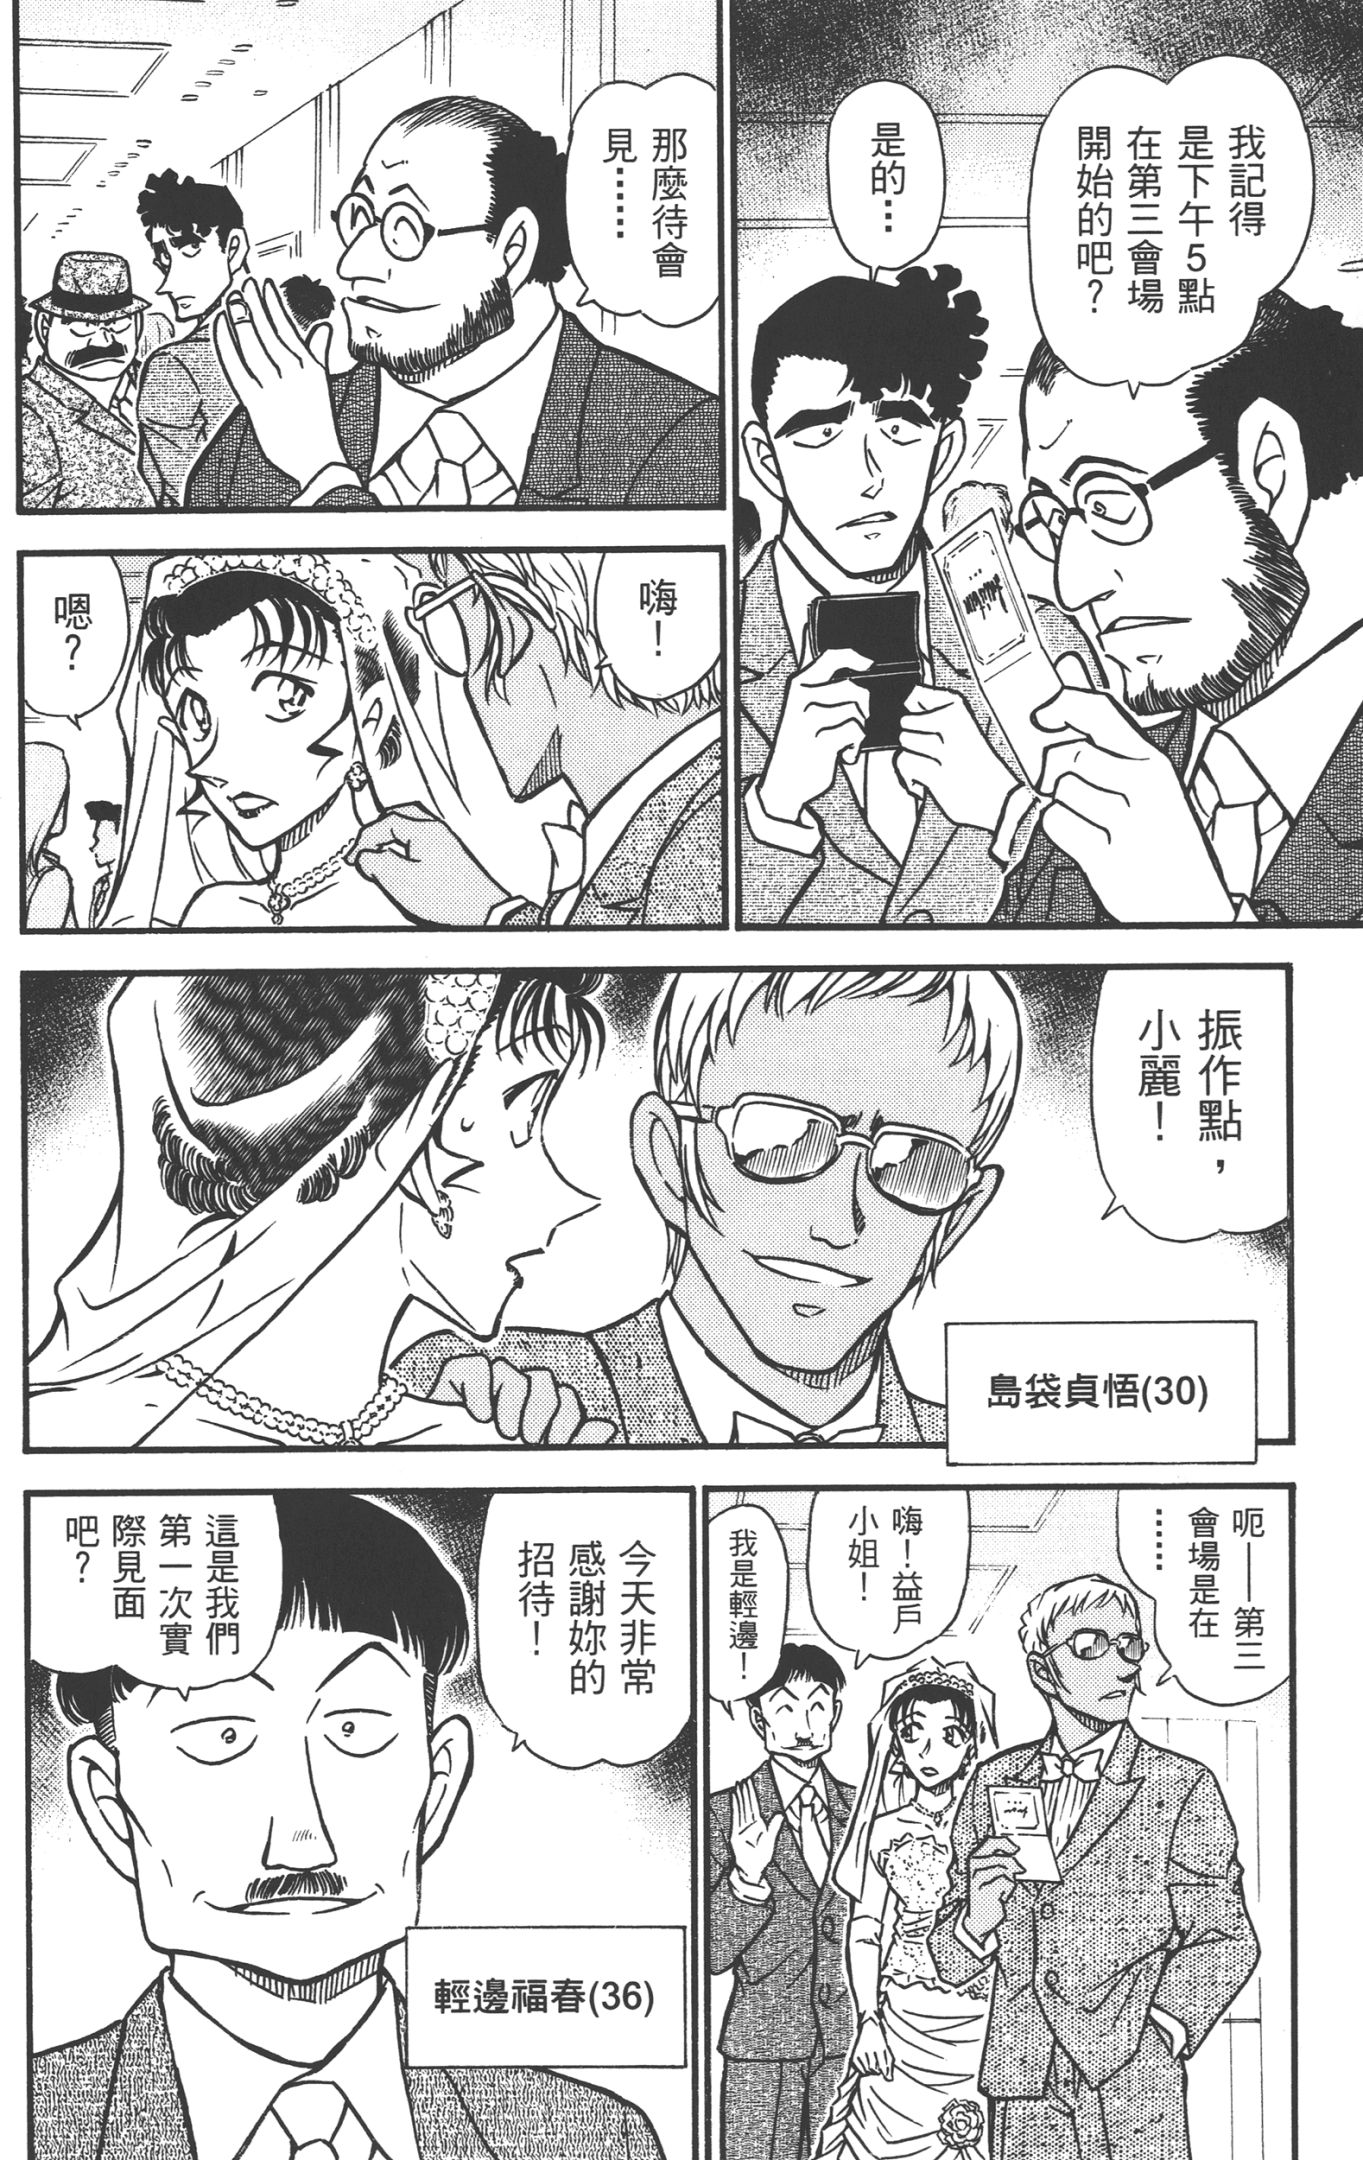 我記得
是下午5點
在第三會場
開始的吧？
是的…
那麼待會
見……
嗨！
嗯？
振作點，
小麗！
島袋貞悟(30)
呃——第三
會場是在
……
嗨！益戶
小姐！
我是輕邊！
今天非常
感謝妳的
招待！
這是我們
第一次實
際見面
吧？
輕邊福春(36)